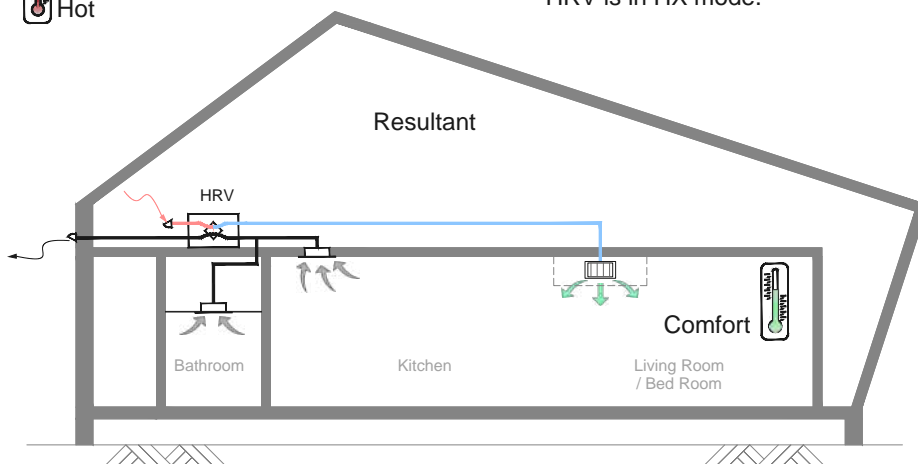 Hot
HRV is in HX mode.
Resultant
HRV
Comfort
Bathroom
Kitchen
Living Room
/ Bed Room